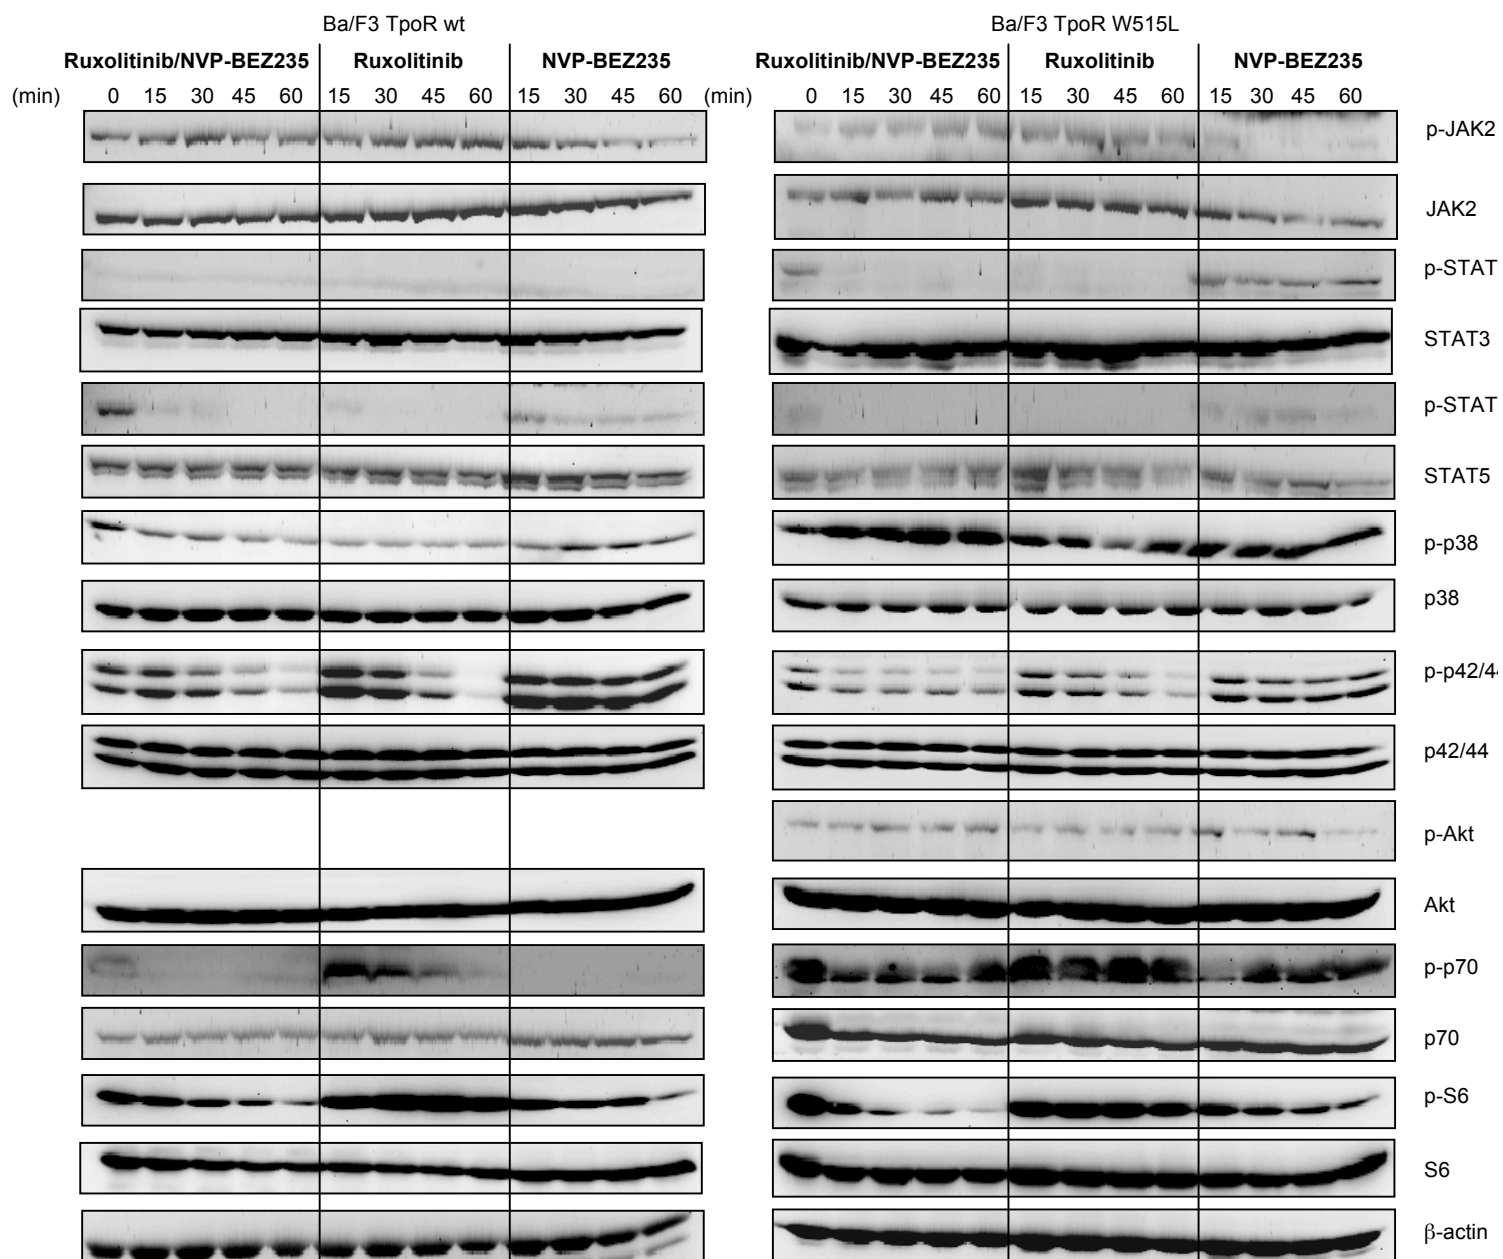 Ba/F3 TpoR wt Ba/F3 TpoR W515L
Ruxolitinib/NVP-BEZ235 Ruxolitinib NVP-BEZ235 Ruxolitinib/NVP-BEZ235 Ruxolitinib NVP-BEZ235
(min) 0 15 30 45 60 15 30 45 60 15 30 45 60 (min) 0 15 30 45 60 15 30 45 60 15 30 45 60
p-JAK2
JAK2
p-STAT
STAT3
p-STAT
STAT5
p-p38
p38
p-p42/44
p42/44
p-Akt
Akt
p-p70
p70
p-S6
S6
β-actin